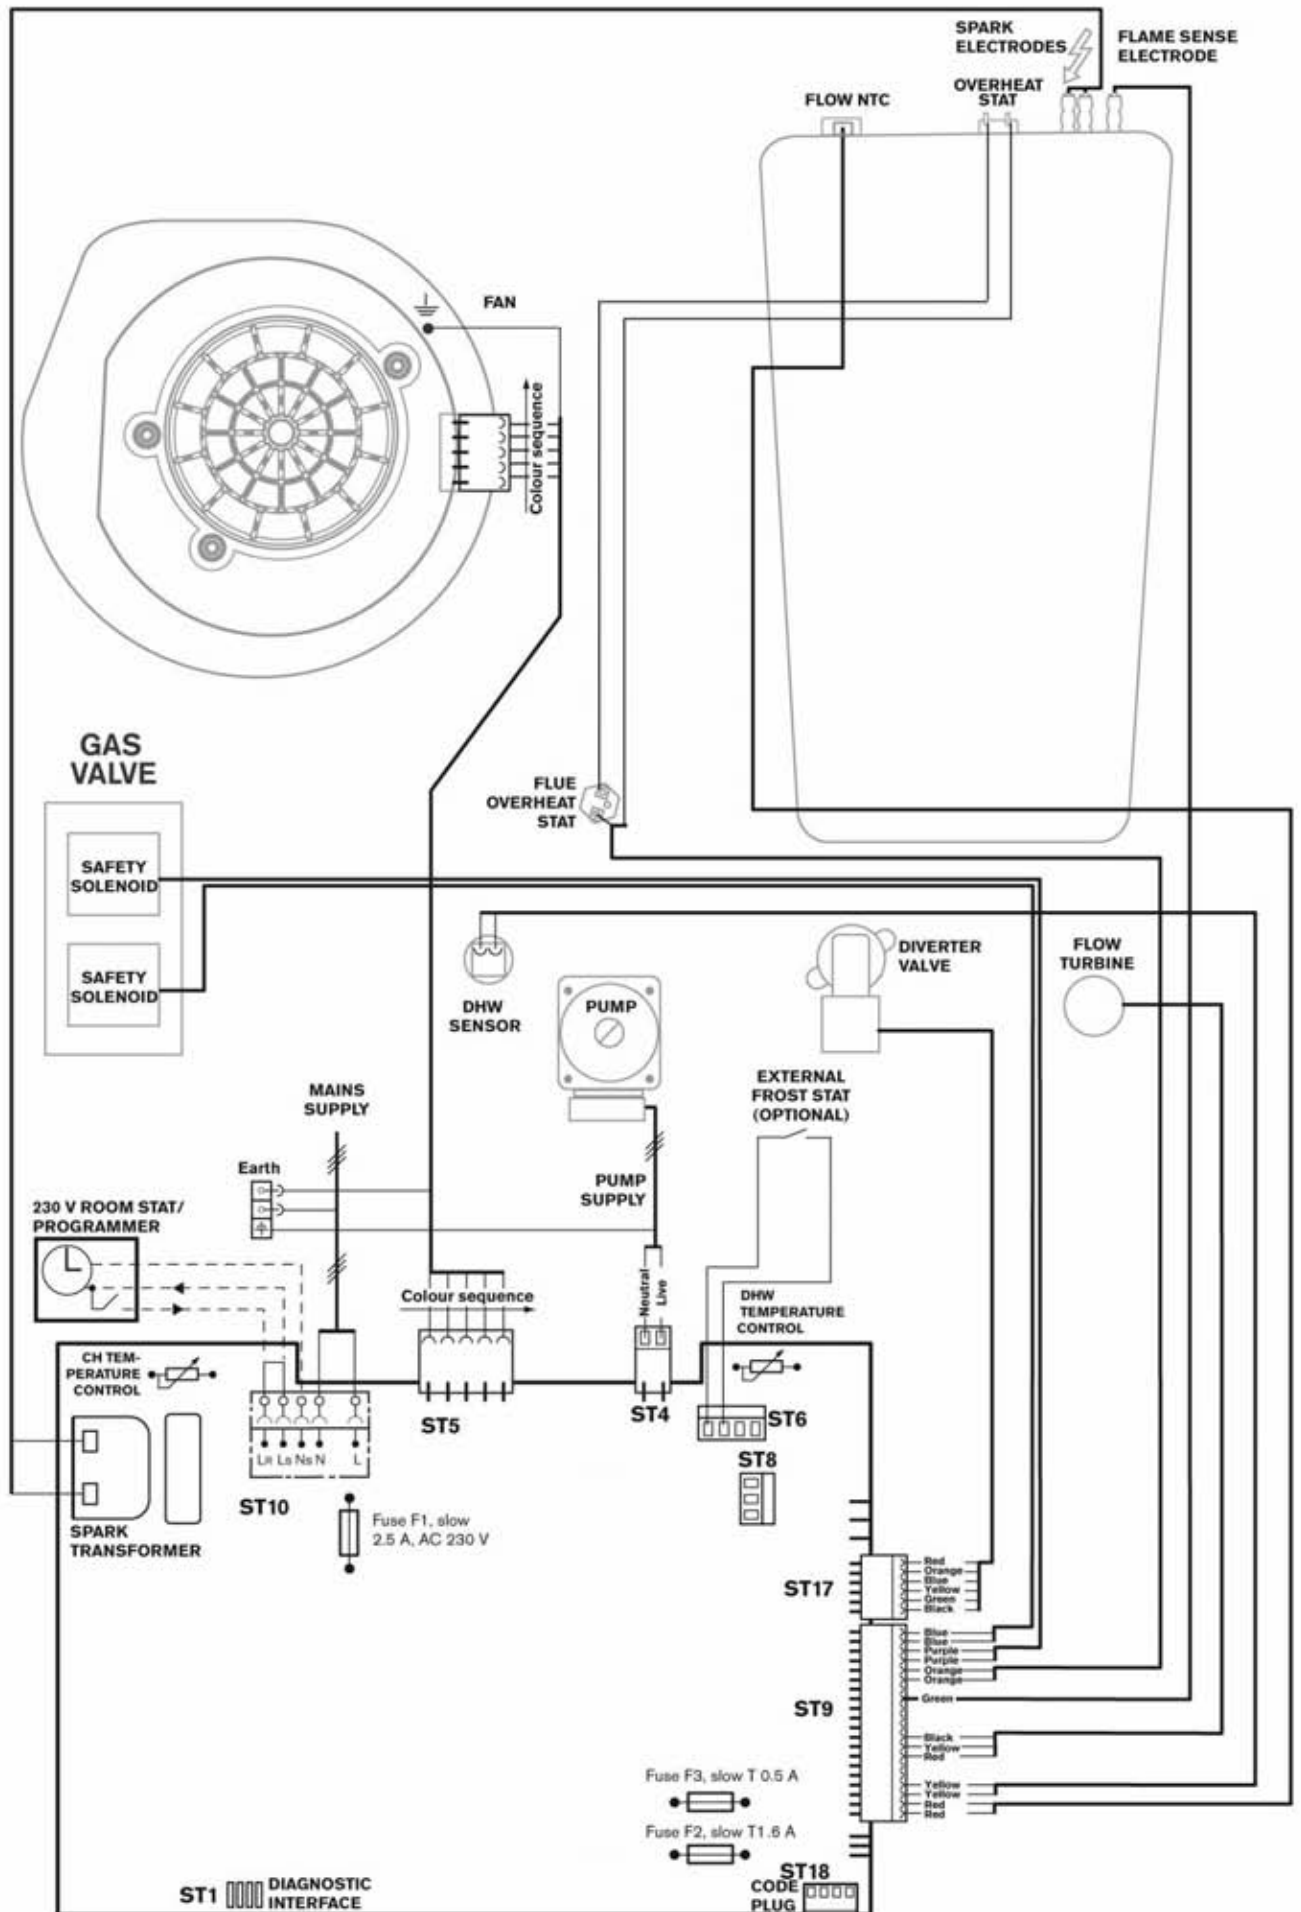 SPARK
ELECTRODES
FLAME SENSE
ELECTRODE
OVERHEAT
STAT
FLOW NTC
FAN
Colour sequence
GAS
VALVE
FLUE
OVERHEAT
STAT
SAFETY
SOLENOID
SAFETY
SOLENOID
DHW
SENSOR
PUMP
DIVERTER
VALVE
FLOW
TURBINE
MAINS
SUPPLY
EXTERNAL
FROST STAT
(OPTIONAL)
Earth
PUMP
SUPPLY
230 V ROOM STAT/
PROGRAMMER
Colour sequence
Neutral
Live
DHW
TEMPERATURE
CONTROL
CH TEM-
PERATURE
CONTROL
ST5
ST4
ST6
LR LS NS N L
ST8
ST10
SPARK
TRANSFORMER
Fuse F1, slow
2.5 A, AC 230 V
ST17
Red
Orange
Blue
Yellow
Green
Black
ST9
Blue
Blue
Purple
Purple
Orange
Orange
Green
Black
Yellow
Red
Yellow
Yellow
Red
Red
Fuse F3, slow T 0.5 A
Fuse F2, slow T1.6 A
ST18
CODE
PLUG
ST1
DIAGNOSTIC
INTERFACE